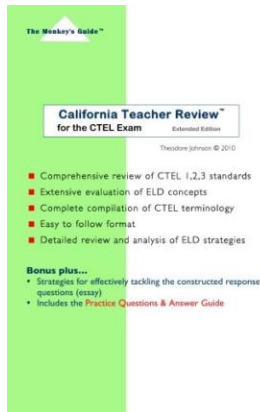 The Monkey's Guide™
California Teacher Review™
for the CTEL Exam Extended Edition
Theodore Johnson © 2010
Comprehensive review of CTEL 1,2,3 standards
Extensive evaluation of ELD concepts
Complete compilation of CTEL terminology
Easy to follow format
Detailed review and analysis of ELD strategies
Bonus plus...
• Strategies for effectively tackling the constructed response
questions (essay)
• Includes the Practice Questions & Answer Guide